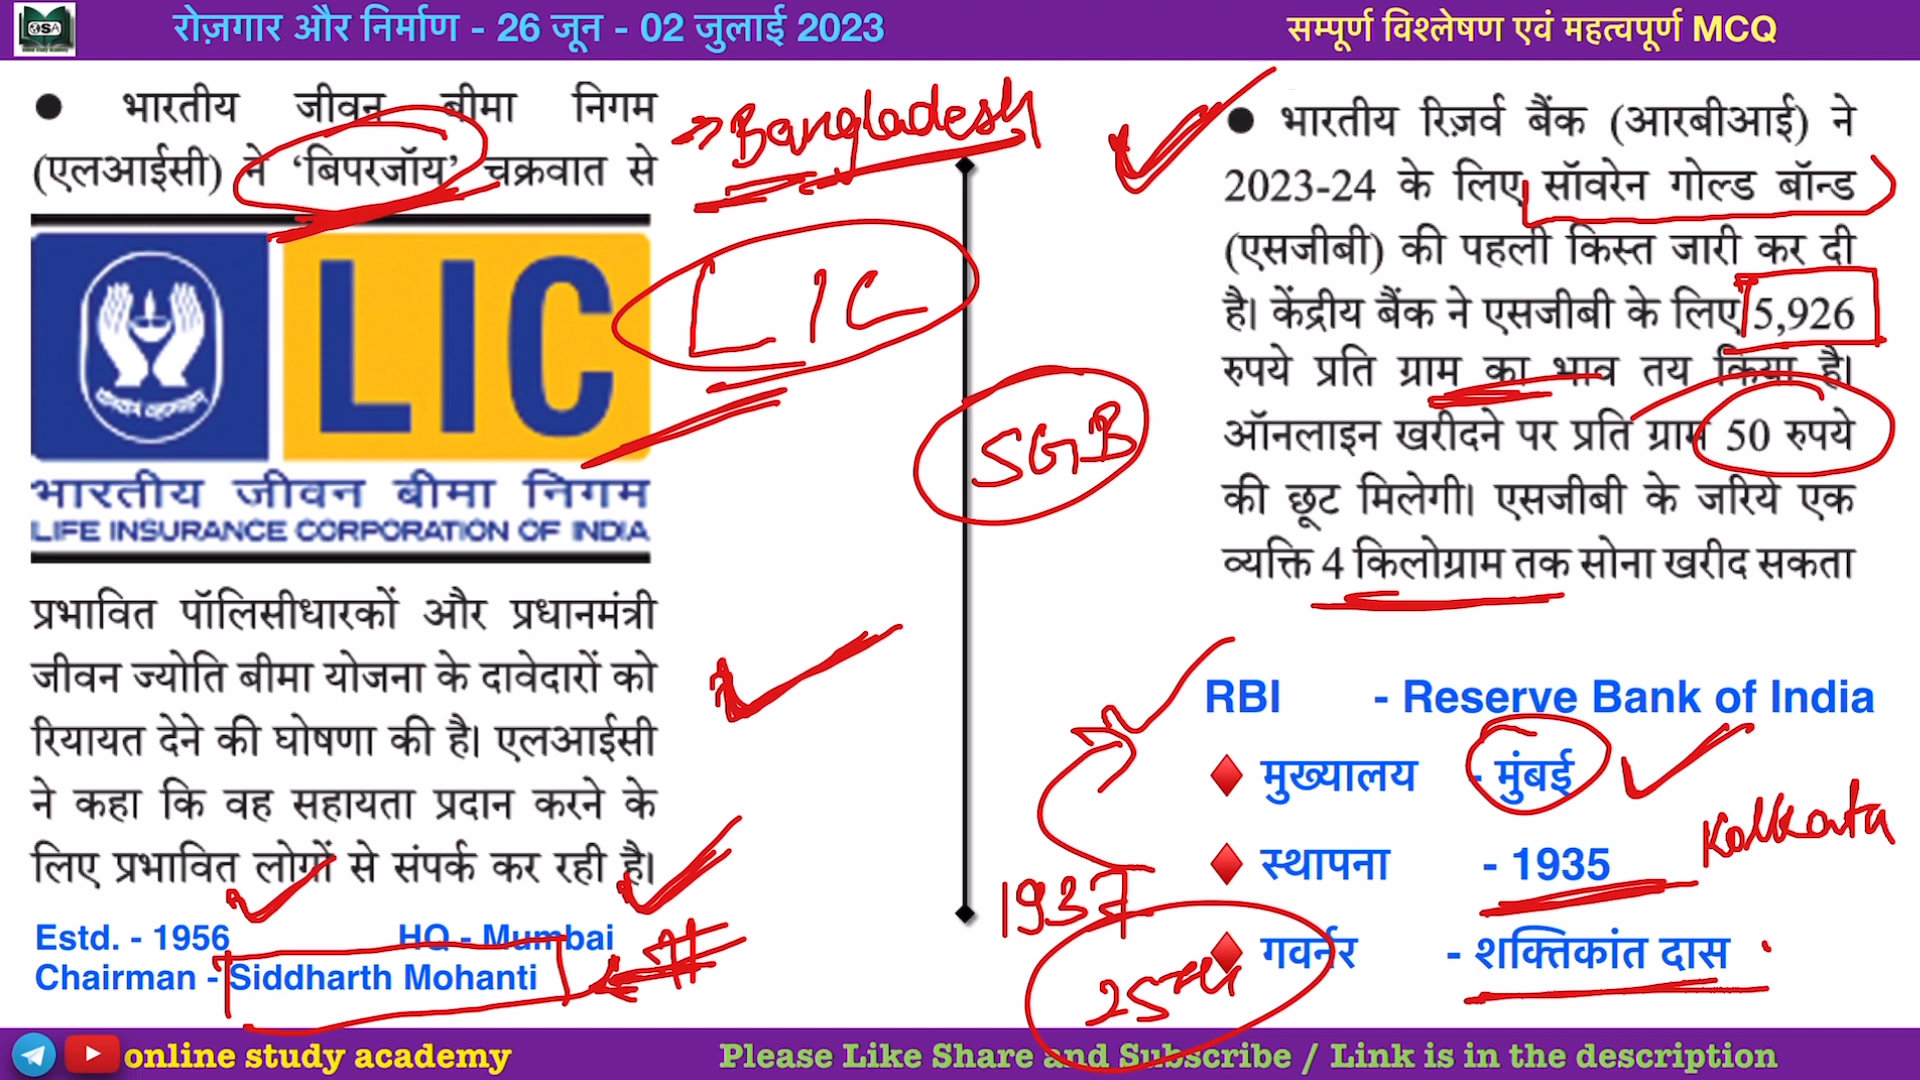 OSA
रोज़गार और निर्माण - 26 जून - 02 जुलाई 2023
सम्पूर्ण विश्लेषण एवं महत्वपूर्ण MCQ
● भारतीय जीवन बीमा निगम
(एलआईसी) ने ‘बिपरजॉय’ चक्रवात से
LIC
भारतीय जीवन बीमा निगम
LIFE INSURANCE CORPORATION OF INDIA
प्रभावित पॉलिसीधारकों और प्रधानमंत्री
जीवन ज्योति बीमा योजना के दावेदारों को
रियायत देने की घोषणा की है। एलआईसी
ने कहा कि वह सहायता प्रदान करने के
लिए प्रभावित लोगों से संपर्क कर रही है।
Estd. - 1956 HQ - Mumbai
Chairman - Siddharth Mohanti
Bangladesh
LIC
SGB
● भारतीय रिज़र्व बैंक (आरबीआई) ने
2023-24 के लिए सॉवरेन गोल्ड बॉन्ड
(एसजीबी) की पहली किस्त जारी कर दी
है। केंद्रीय बैंक ने एसजीबी के लिए 5,926
रुपये प्रति ग्राम का भाव तय किया है।
ऑनलाइन खरीदने पर प्रति ग्राम 50 रुपये
की छूट मिलेगी। एसजीबी के जरिये एक
व्यक्ति 4 किलोग्राम तक सोना खरीद सकता
RBI - Reserve Bank of India
मुख्यालय - मुंबई
Kolkata
स्थापना - 1935
1937
गवर्नर - शक्तिकांत दास
25वें
online study academy
Please Like Share and Subscribe / Link is in the description